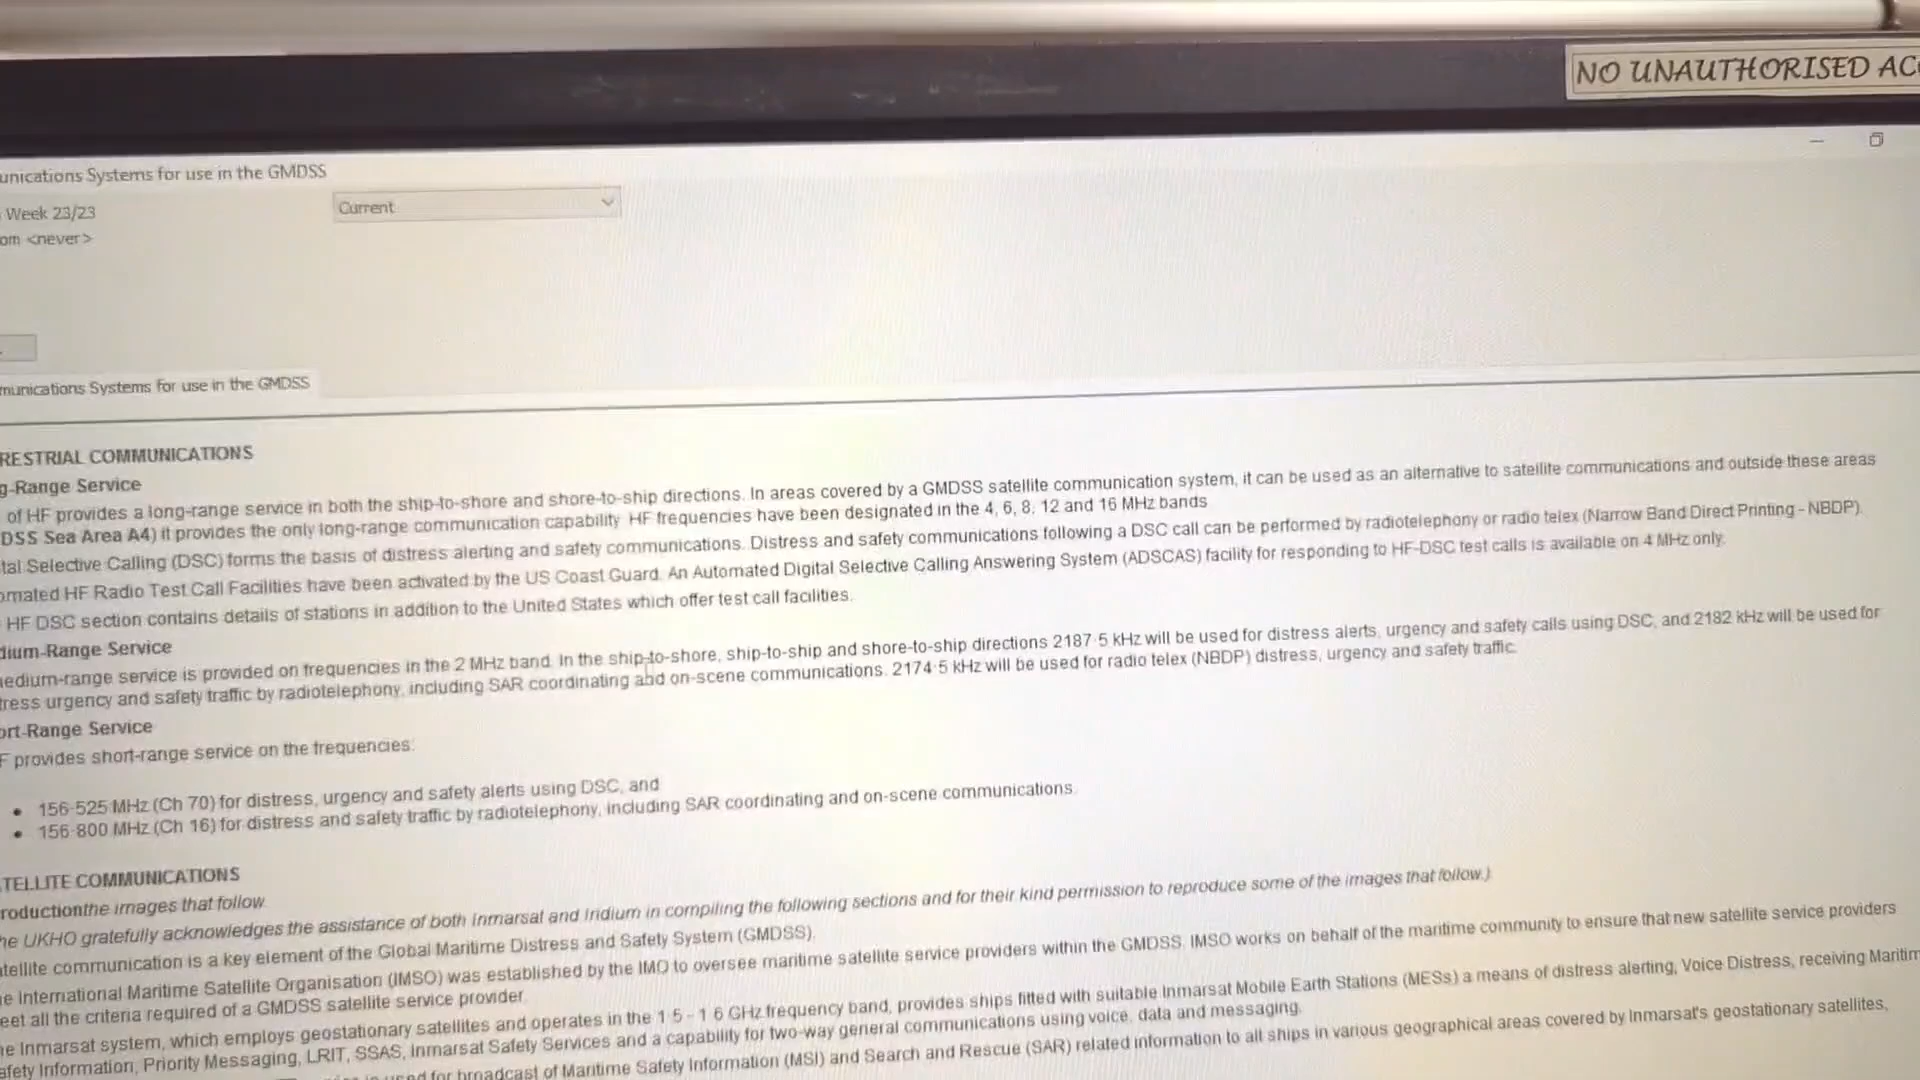 NO UNAUTHORISED AC
unications Systems for use in the GMDSS
Week 23/23
Current
om <never>
munications Systems for use in the GMDSS
RESTRIAL COMMUNICATIONS
g-Range Service
of HF provides a long-range service in both the ship-to-shore and shore-to-ship directions. In areas covered by a GMDSS satellite communication system, it can be used as an alternative to satellite communications and outside these areas
DSS Sea Area A4) it provides the only long-range communication capability HF frequencies have been designated in the 4, 6, 8, 12 and 16 MHz bands
tal Selective Calling (DSC) forms the basis of distress alerting and safety communications. Distress and safety communications following a DSC call can be performed by radiotelephony or radio telex (Narrow Band Direct Printing - NBDP).
omated HF Radio Test Call Facilities have been activated by the US Coast Guard. An Automated Digital Selective Calling Answering System (ADSCAS) facility for responding to HF-DSC test calls is available on 4 MHz only.
HF DSC section contains details of stations in addition to the United States which offer test call facilities.
dium-Range Service
edium-range service is provided on frequencies in the 2 MHz band. In the ship-to-shore, ship-to-ship and shore-to-ship directions 2187·5 kHz will be used for distress alerts, urgency and safety calls using DSC, and 2182 kHz will be used for
tress urgency and safety traffic by radiotelephony, including SAR coordinating and on-scene communications. 2174·5 kHz will be used for radio telex (NBDP) distress, urgency and safety traffic.
ort-Range Service
F provides short-range service on the frequencies:
• 156·525 MHz (Ch 70) for distress, urgency and safety alerts using DSC, and
• 156·800 MHz (Ch 16) for distress and safety traffic by radiotelephony, including SAR coordinating and on-scene communications.
TELLITE COMMUNICATIONS
roductionthe images that follow.
he UKHO gratefully acknowledges the assistance of both Inmarsat and Iridium in compiling the following sections and for their kind permission to reproduce some of the images that follow.)
tellite communication is a key element of the Global Maritime Distress and Safety System (GMDSS).
e International Maritime Satellite Organisation (IMSO) was established by the IMO to oversee maritime satellite service providers within the GMDSS. IMSO works on behalf of the maritime community to ensure that new satellite service providers
eet all the criteria required of a GMDSS satellite service provider.
e Inmarsat system, which employs geostationary satellites and operates in the 1·5 - 1·6 GHz frequency band, provides ships fitted with suitable Inmarsat Mobile Earth Stations (MESs) a means of distress alerting, Voice Distress, receiving Maritim
afety Information, Priority Messaging, LRIT, SSAS, Inmarsat Safety Services and a capability for two-way general communications using voice, data and messaging.
used for broadcast of Maritime Safety Information (MSI) and Search and Rescue (SAR) related information to all ships in various geographical areas covered by Inmarsat's geostationary satellites,